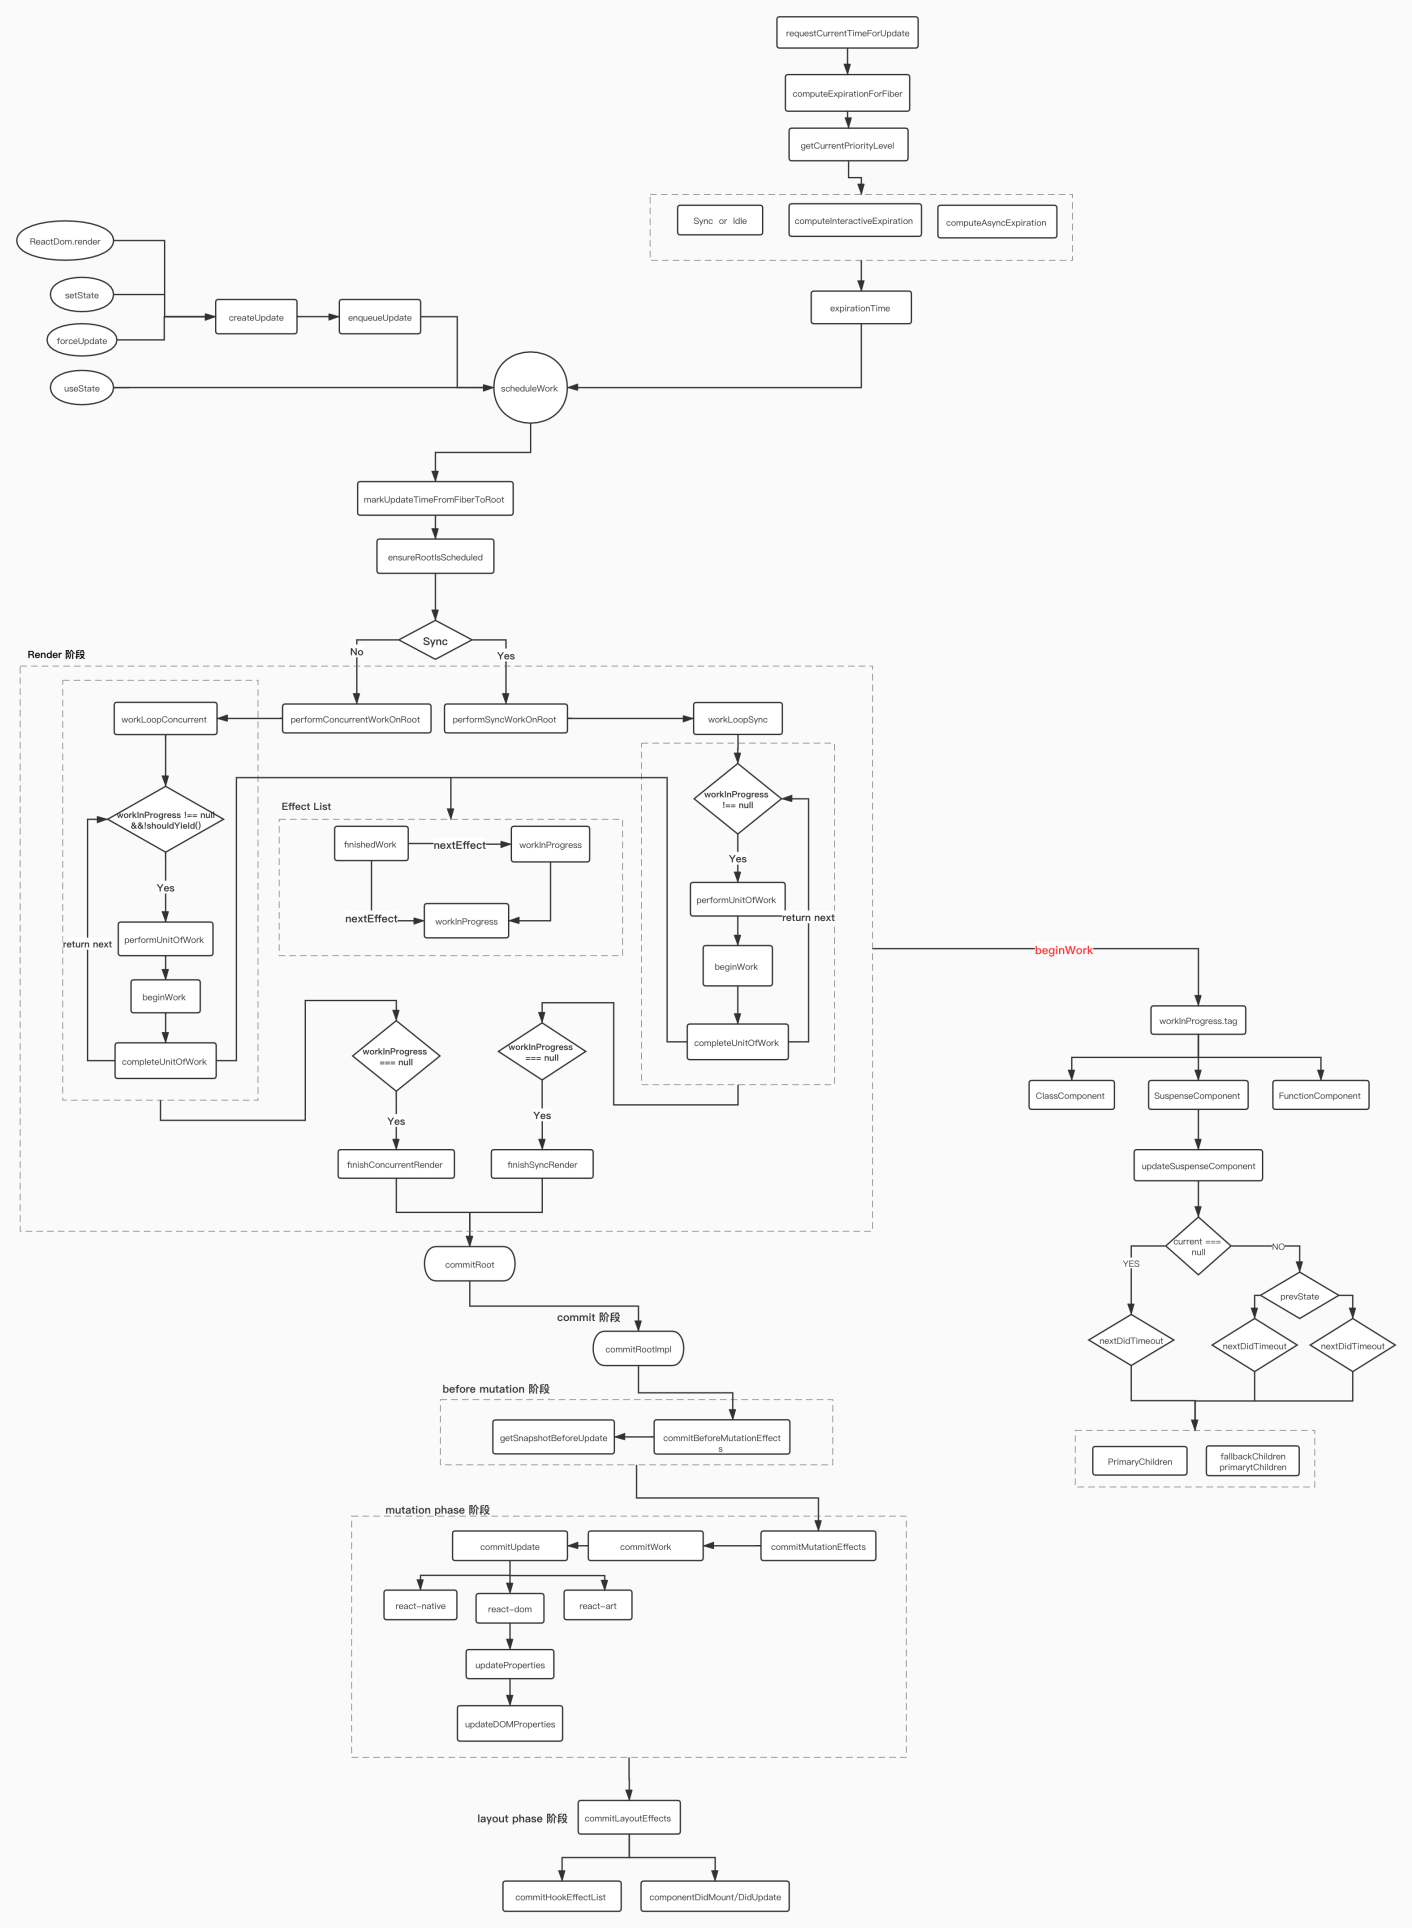 requestCurrentTimeForUpdate
computeExpirationForFiber
getCurrentPriorityLevel
Sync or Idle
computeInteractiveExpiration
computeAsyncExpiration
expirationTime
ReactDom.render
setState
forceUpdate
useState
createUpdate
enqueueUpdate
scheduleWork
markUpdateTimeFromFiberToRoot
ensureRootIsScheduled
Sync
No
Yes
Render 阶段
workLoopConcurrent
performConcurrentWorkOnRoot
performSyncWorkOnRoot
workLoopSync
workInProgress !== null
&&!shouldYield()
Yes
performUnitOfWork
return next
beginWork
completeUnitOfWork
Effect List
finishedWork
nextEffect
workInProgress
nextEffect
workInProgress
workInProgress
!== null
Yes
performUnitOfWork
return next
beginWork
completeUnitOfWork
workInProgress
=== null
Yes
finishConcurrentRender
workInProgress
=== null
Yes
finishSyncRender
beginWork
workInProgress.tag
ClassComponent
SuspenseComponent
FunctionComponent
updateSuspenseComponent
current ===
null
YES
NO
prevState
nextDidTimeout
nextDidTimeout
nextDidTimeout
PrimaryChildren
fallbackChildren
primarytChildren
commitRoot
commit 阶段
commitRootImpl
before mutation 阶段
getSnapshotBeforeUpdate
commitBeforeMutationEffect
s
mutation phase 阶段
commitUpdate
commitWork
commitMutationEffects
react-native
react-dom
react-art
updateProperties
updateDOMProperties
layout phase 阶段
commitLayoutEffects
commitHookEffectList
componentDidMount/DidUpdate